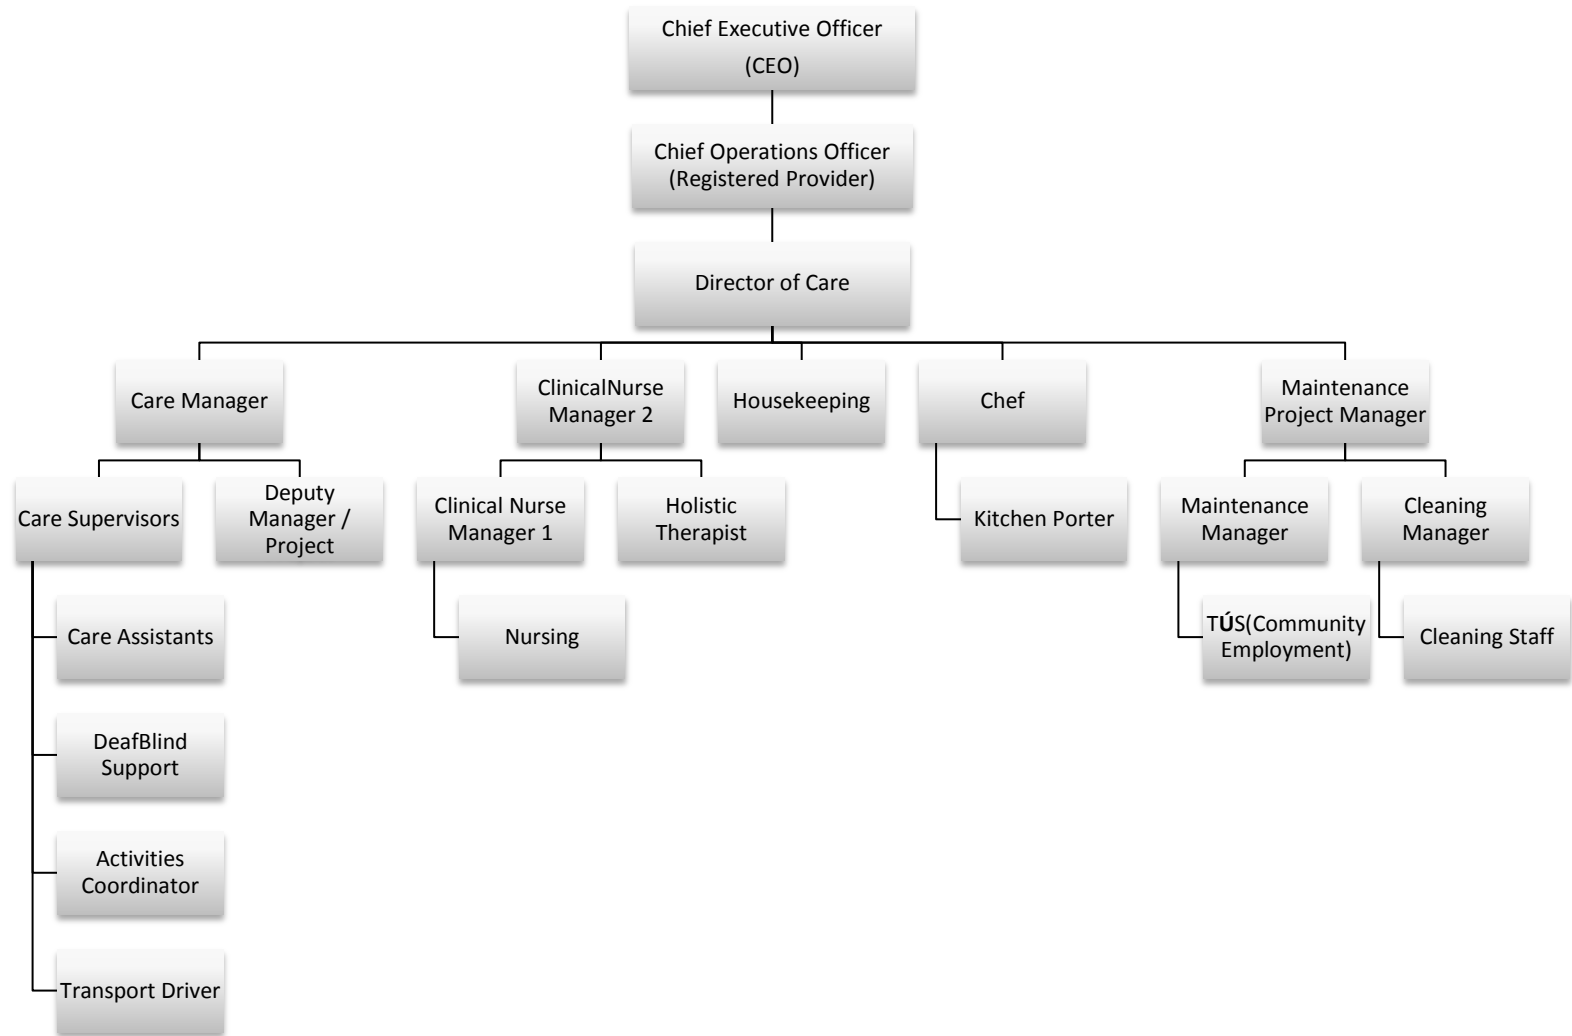 Chief Executive Officer
(CEO)
Chief Operations Officer
(Registered Provider)
Director of Care
Care Manager
ClinicalNurse
Manager 2
Housekeeping
Chef
Maintenance
Project Manager
Care Supervisors
Deputy
Manager /
Project
Clinical Nurse
Manager 1
Holistic
Therapist
Kitchen Porter
Maintenance
Manager
Cleaning
Manager
Care Assistants
Nursing
TÚS(Community
Employment)
Cleaning Staff
DeafBlind
Support
Activities
Coordinator
Transport Driver